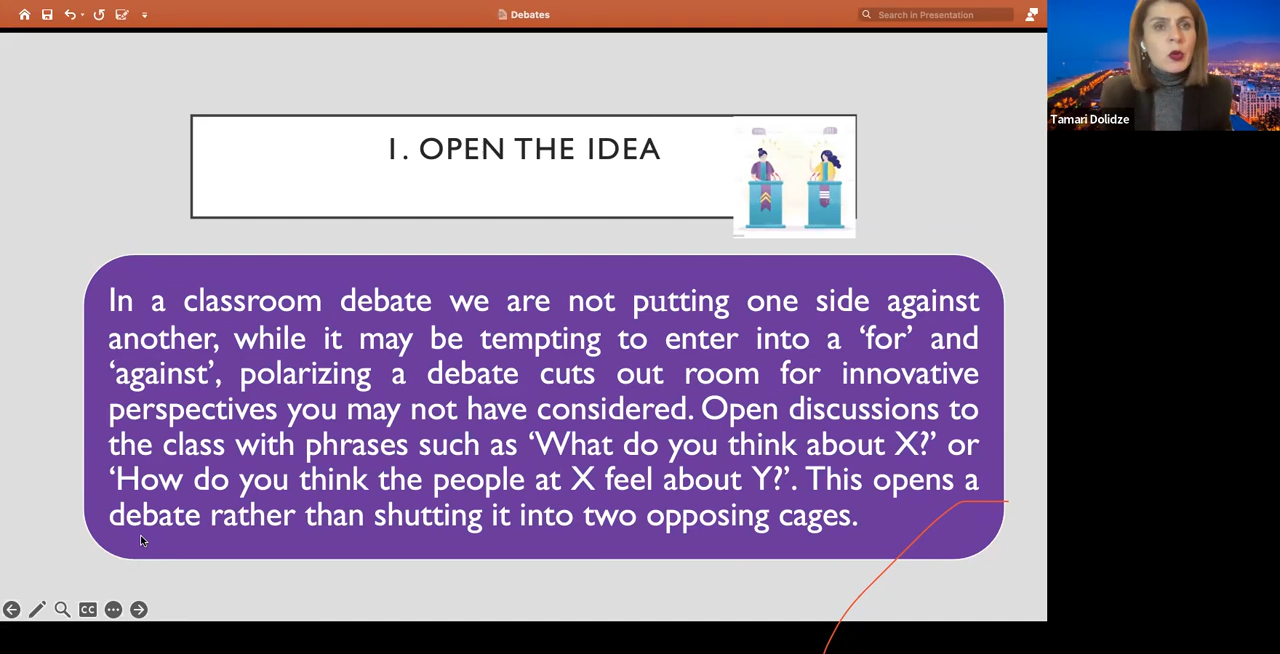 Debates
Search in Presentation
Tamari Dolidze
1. OPEN THE IDEA
In a classroom debate we are not putting one side against
another, while it may be tempting to enter into a ‘for’ and
‘against’, polarizing a debate cuts out room for innovative
perspectives you may not have considered. Open discussions to
the class with phrases such as ‘What do you think about X?’ or
‘How do you think the people at X feel about Y?’. This opens a
debate rather than shutting it into two opposing cages.
CC